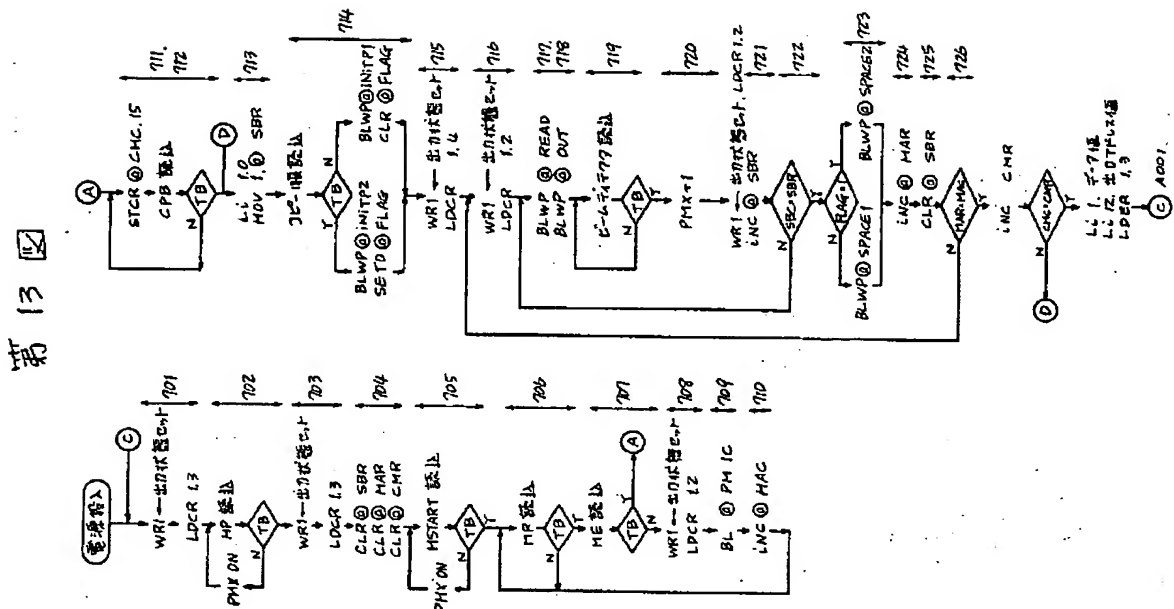 第13図
電源投入
C
WR1←出力状態セット
LDCR 1.3
701
MP 読込
PMX ON
TB
N
702
WR1←出力状態セット
LDCR 1.3
703
CLR @ SBR
CLR @ MAR
CLR @ CMR
704
MSTART 読込
PMX ON
TB
N
Y
705
MR 読込
TB
N
Y
706
ME 読込
TB
Y
N
A
707
WR1←出力状態セット
LDCR 1.2
708
BL @ PM1C
709
INC @ MAC
710
A
STCR @ CMC.15
711.
CPB 読込
TB
N
D
712
Li 1.0
MOV 1.@ SBR
713
コピー順読込
TB
Y
N
BLWP @ INITP2
SETO @ FLAG
BLWP @ INITP1
CLR @ FLAG
714
WR1←出力状態セット
LDCR 1.4
715
WR1←出力状態セット
LDCR 1.2
716
BLWP @ READ
717.
BLWP @ OUT
718
ビームディテクタ読込
TB
N
Y
719
PMX←1
720
WR1←出力状態セット. LDCR 1.2
INC @ SBR
721
SBC=SBR
N
Y
722
FLAG=1
N
Y
BLWP @ SPACE1
BLWP @ SPACE2
723
INC @ MAR
724
CLR @ SBR
725
MAR=MAC
N
Y
726
INC CMR
CMC=CMR
N
Y
D
Li 1. データ値
Li 12. 出力アドレス値
LDCR 1.3
C
A001